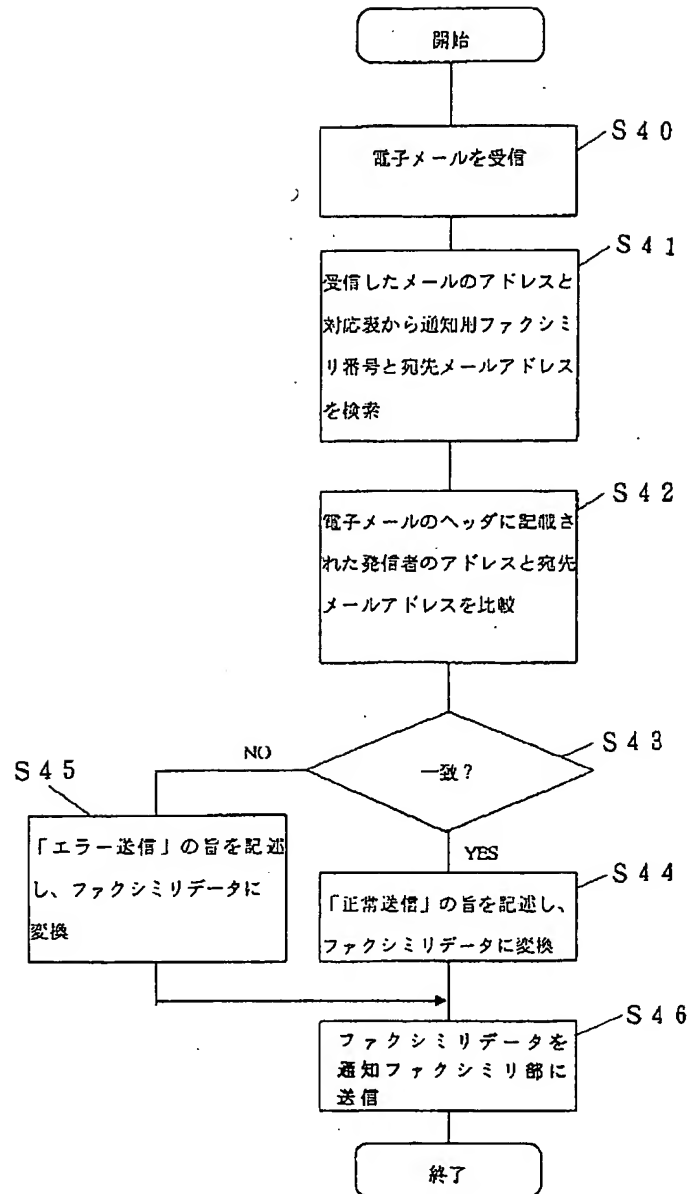 開始
S40
電子メールを受信
S41
受信したメールのアドレスと
対応表から通知用ファクシミ
リ番号と宛先メールアドレス
を検索
S42
電子メールのヘッダに記載さ
れた発信者のアドレスと宛先
メールアドレスを比較
S43
一致?
NO
S45
「エラー送信」の旨を記述
し、ファクシミリデータに
変換
YES
S44
「正常送信」の旨を記述し、
ファクシミリデータに変換
S46
ファクシミリデータを
通知ファクシミリ部に
送信
終了